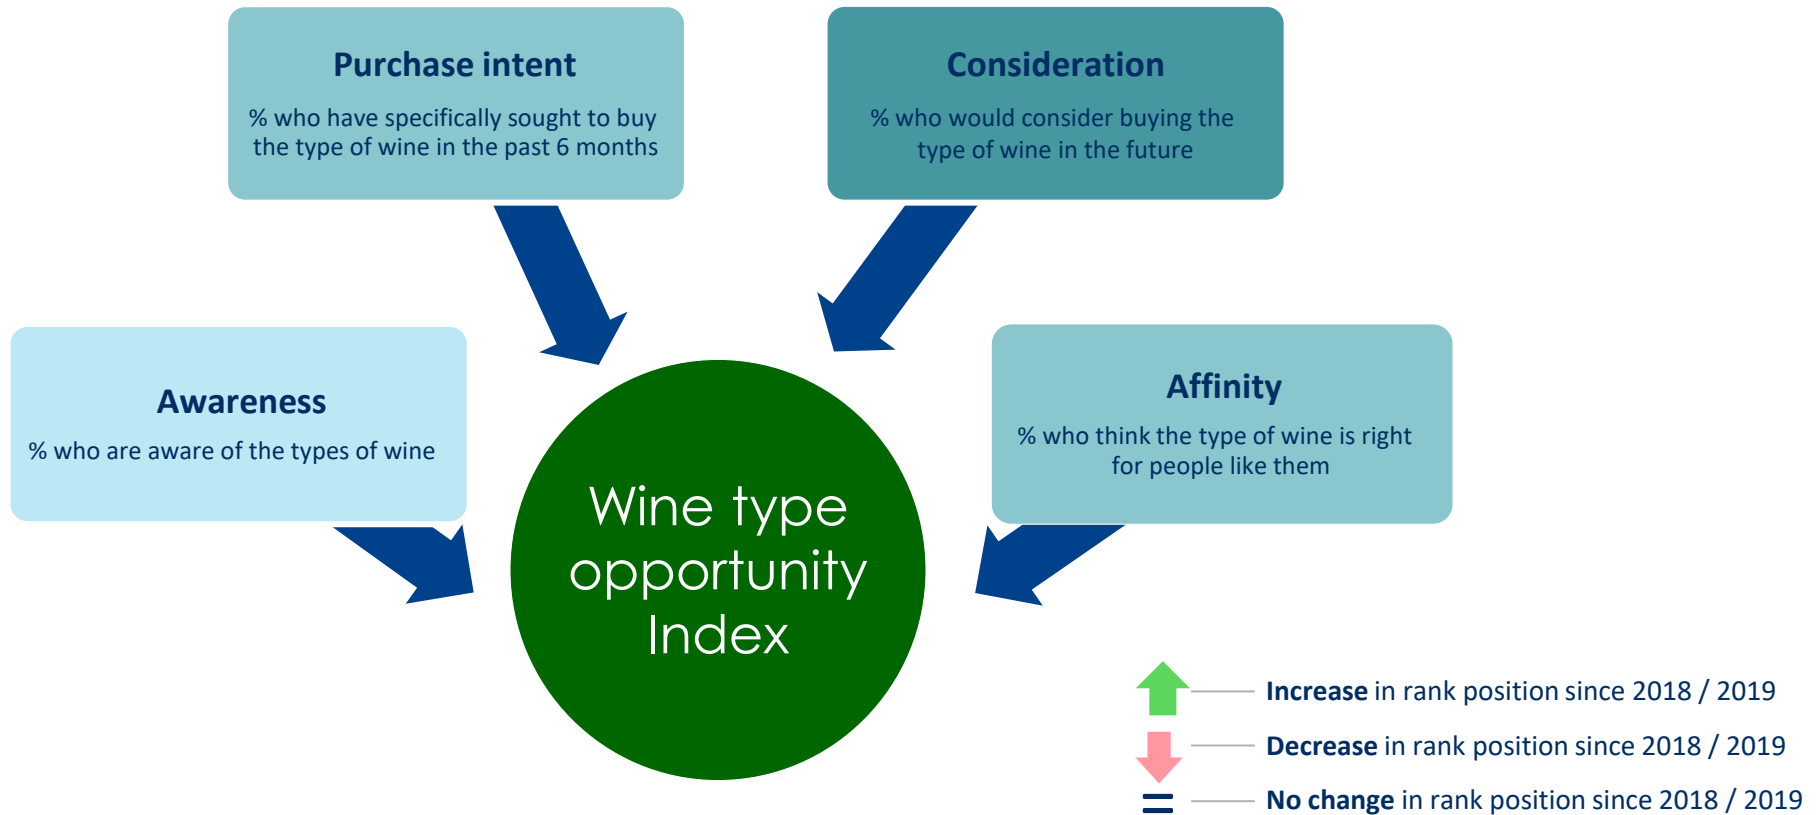 Purchase intent
% who have specifically sought to buy
the type of wine in the past 6 months
Consideration
% who would consider buying the
type of wine in the future
Awareness
% who are aware of the types of wine
Affinity
% who think the type of wine is right
for people like them
Wine type
opportunity
Index
Increase in rank position since 2018 / 2019
Decrease in rank position since 2018 / 2019
= No change in rank position since 2018 / 2019